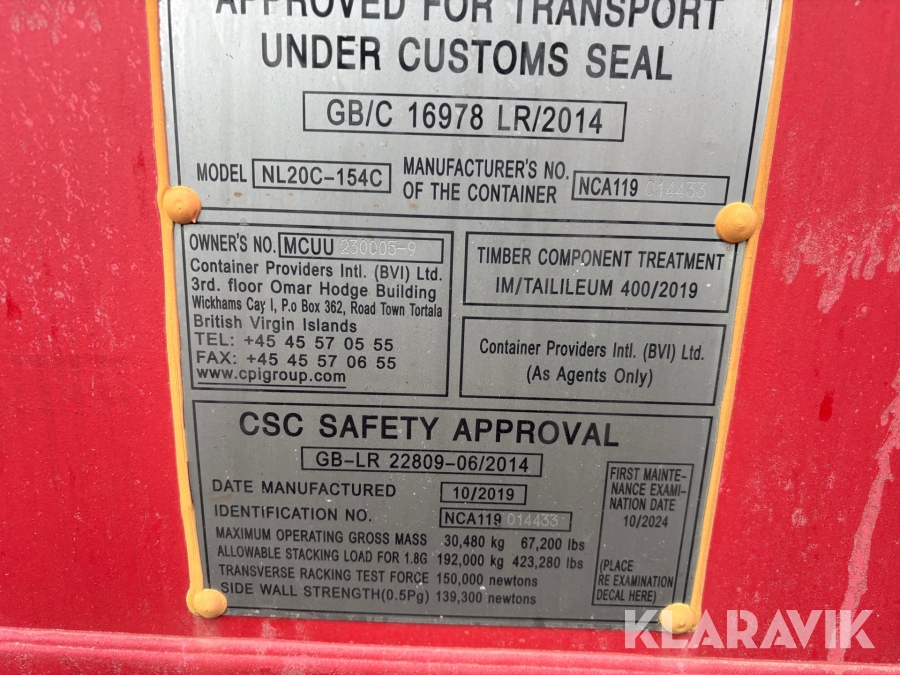 APPROVED FOR TRANSPORT
UNDER CUSTOMS SEAL
GB/C 16978 LR/2014
MODEL NL20C-154C
MANUFACTURER'S NO.
OF THE CONTAINER NCA119 014433
OWNER'S NO. MCUU 230005-9
Container Providers Intl. (BVI) Ltd.
3rd. floor Omar Hodge Building
Wickhams Cay I, P.o Box 362, Road Town Tortala
British Virgin Islands
TEL: +45 45 57 05 55
FAX: +45 45 57 06 55
www.cpigroup.com
TIMBER COMPONENT TREATMENT
IM/TAILILEUM 400/2019
Container Providers Intl. (BVI) Ltd.
(As Agents Only)
CSC SAFETY APPROVAL
GB-LR 22809-06/2014
DATE MANUFACTURED 10/2019
IDENTIFICATION NO. NCA119 014433
MAXIMUM OPERATING GROSS MASS 30,480 kg 67,200 lbs
ALLOWABLE STACKING LOAD FOR 1.8G 192,000 kg 423,280 lbs
TRANSVERSE RACKING TEST FORCE 150,000 newtons
SIDE WALL STRENGTH(0.5Pg) 139,300 newtons
FIRST MAINTE-
NANCE EXAMI-
NATION DATE
10/2024
(PLACE
RE EXAMINATION
DECAL HERE)
KLARAVIK